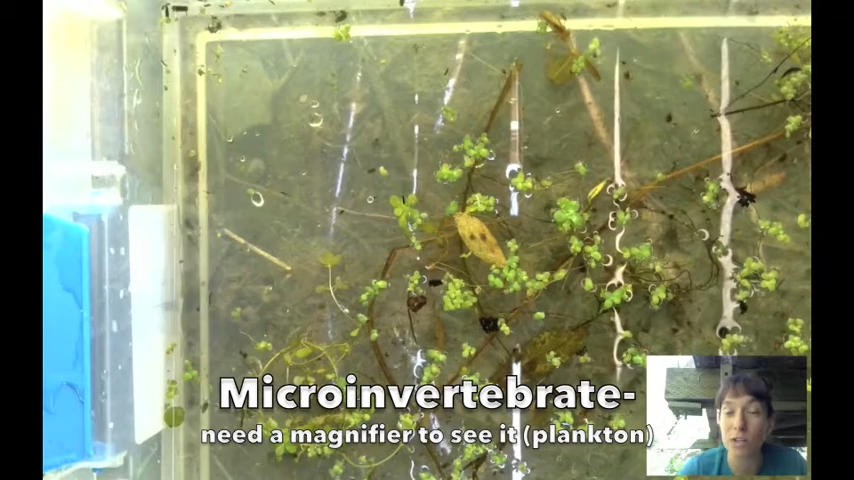 Microinvertebrate-
need a magnifier to see it (plankton)